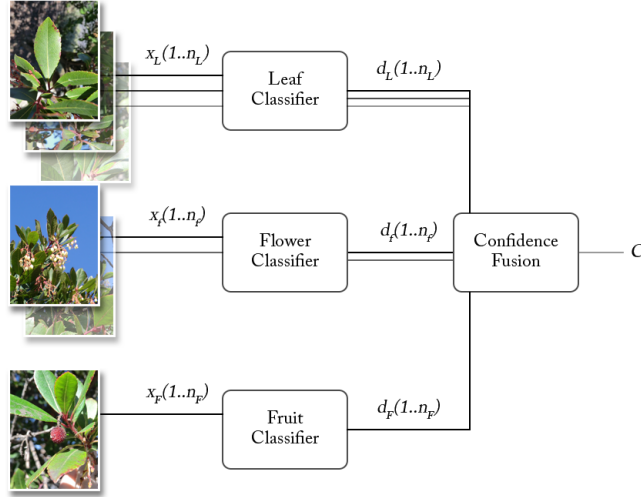 x_L(1..n_L)
Leaf
Classifier
d_L(1..n_L)
x_f(1..n_f)
Flower
Classifier
d_f(1..n_f)
Confidence
Fusion
C
x_F(1..n_F)
Fruit
Classifier
d_F(1..n_F)